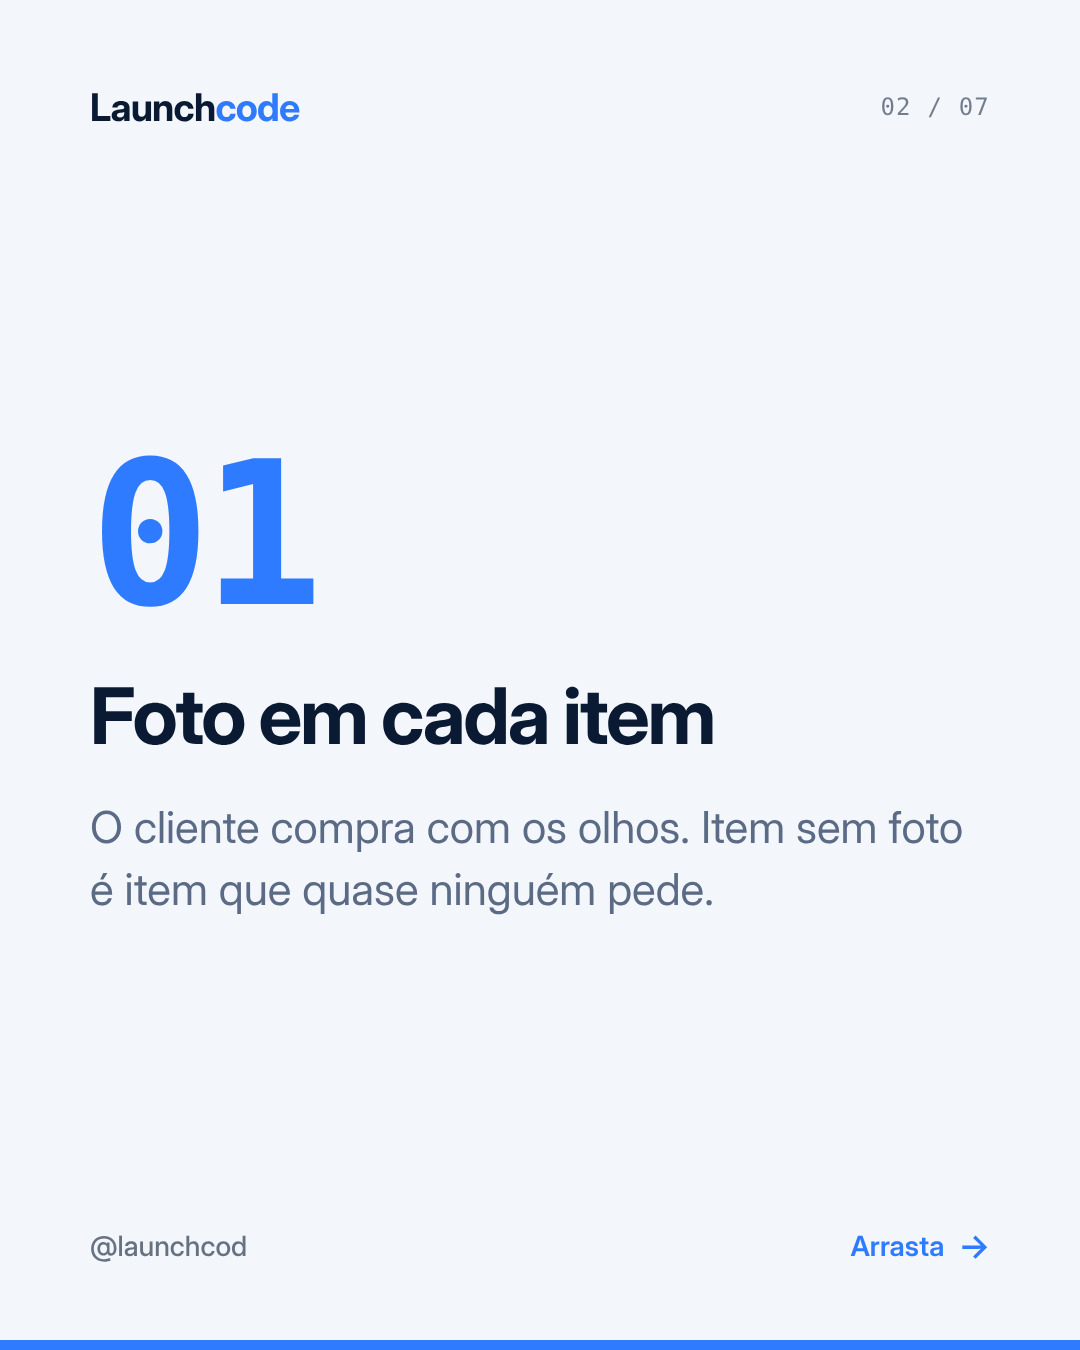 Launchcode
02 / 07
01
Foto em cada item
O cliente compra com os olhos. Item sem foto
é item que quase ninguém pede.
@launchcod
Arrasta →